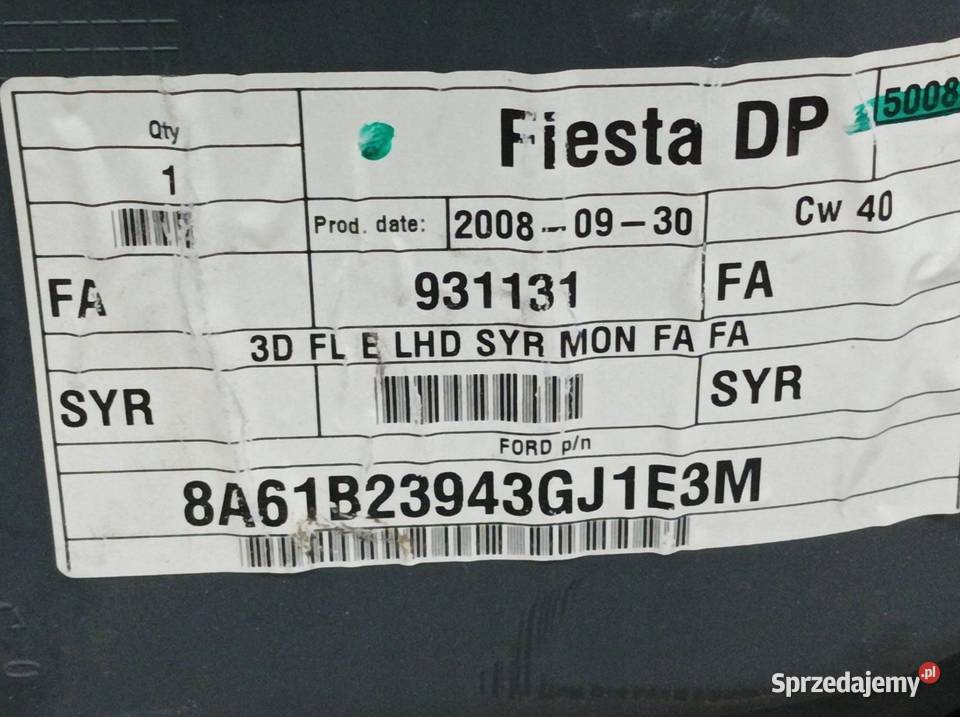 Qty
Fiesta DP
5008
1
Prod. date: 2008-09-30
Cw 40
FA 931131 FA
3D FL E LHD SYR MON FA FA
SYR SYR
FORD p/n
8A61B23943GJ1E3M
Sprzedajemy.pl